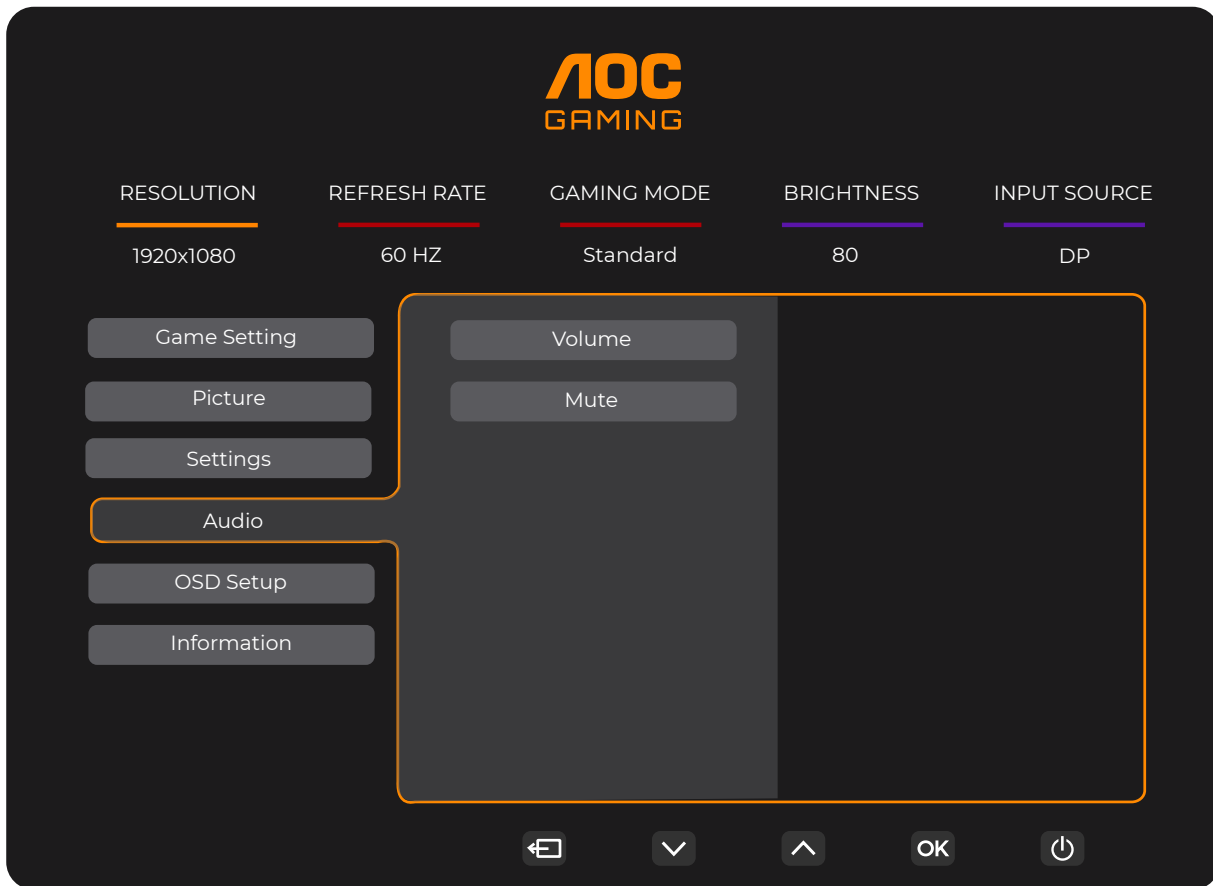 AOC
GAMING
RESOLUTION REFRESH RATE GAMING MODE BRIGHTNESS INPUT SOURCE
1920x1080 60 HZ Standard 80 DP
Game Setting Volume
Picture Mute
Settings
Audio
OSD Setup
Information
OK